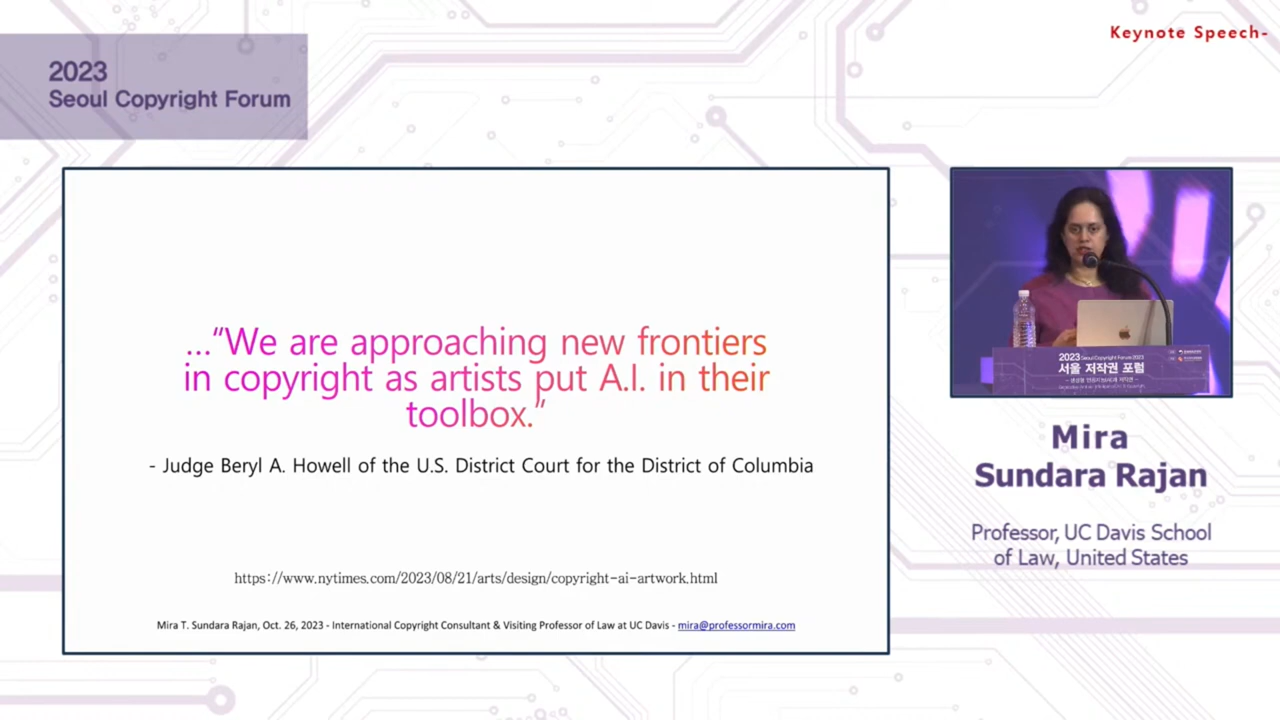 Keynote Speech-
2023
Seoul Copyright Forum
..."We are approaching new frontiers
in copyright as artists put A.I. in their
toolbox."
- Judge Beryl A. Howell of the U.S. District Court for the District of Columbia
https://www.nytimes.com/2023/08/21/arts/design/copyright-ai-artwork.html
Mira T. Sundara Rajan, Oct. 26, 2023 - International Copyright Consultant & Visiting Professor of Law at UC Davis - mira@professormira.com
2023 Seoul Copyright Forum 2023
서울 저작권 포럼
Mira
Sundara Rajan
Professor, UC Davis School
of Law, United States